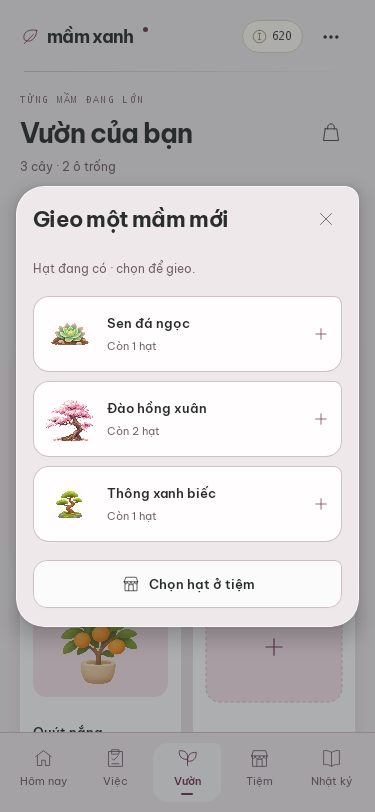 mầm xanh
620
TỪNG MẦM ĐANG LỚN
Vườn của bạn
3 cây · 2 ô trống
Gieo một mầm mới
Hạt đang có · chọn để gieo.
Sen đá ngọc
Còn 1 hạt
Đào hồng xuân
Còn 2 hạt
Thông xanh biếc
Còn 1 hạt
Chọn hạt ở tiệm
Quýt nắng
Hôm nay
Việc
Vườn
Tiệm
Nhật ký